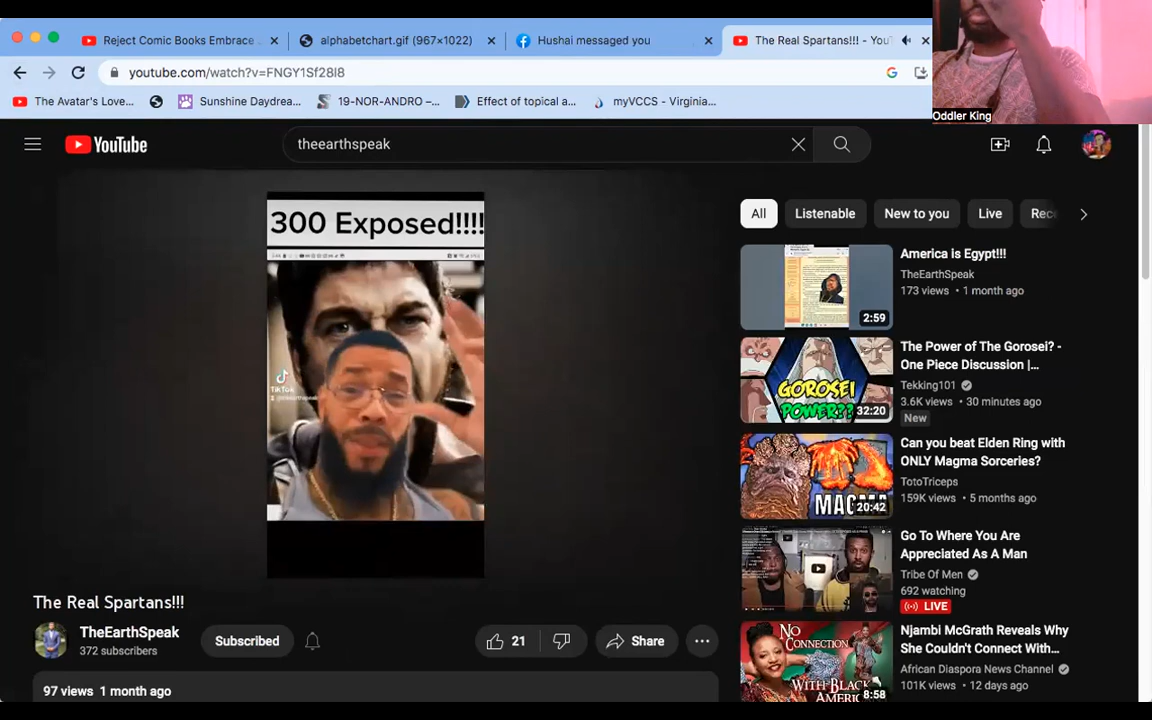 Reject Comic Books Embrace
alphabetchart.gif (967×1022)
Hushai messaged you
The Real Spartans!!! - You
youtube.com/watch?v=FNGY1Sf28l8
The Avatar's Love...
Sunshine Daydrea...
19-NOR-ANDRO –...
Effect of topical a...
myVCCS - Virginia...
Oddler King
YouTube
theearthspeak
300 Exposed!!!!
TikTok
All
Listenable
New to you
Live
Rec
America is Egypt!!!
TheEarthSpeak
173 views • 1 month ago
2:59
The Power of The Gorosei? -
One Piece Discussion |...
Tekking101
3.6K views • 30 minutes ago
New
GOROSEI
POWER??
32:20
Can you beat Elden Ring with
ONLY Magma Sorceries?
TotoTriceps
159K views • 5 months ago
MAGMA
20:42
Go To Where You Are
Appreciated As A Man
Tribe Of Men
692 watching
LIVE
Njambi McGrath Reveals Why
She Couldn't Connect With...
African Diaspora News Channel
101K views • 12 days ago
NO
CONNECTION
WITH BLACK
AMERIC
8:58
The Real Spartans!!!
TheEarthSpeak
372 subscribers
Subscribed
21
Share
97 views 1 month ago